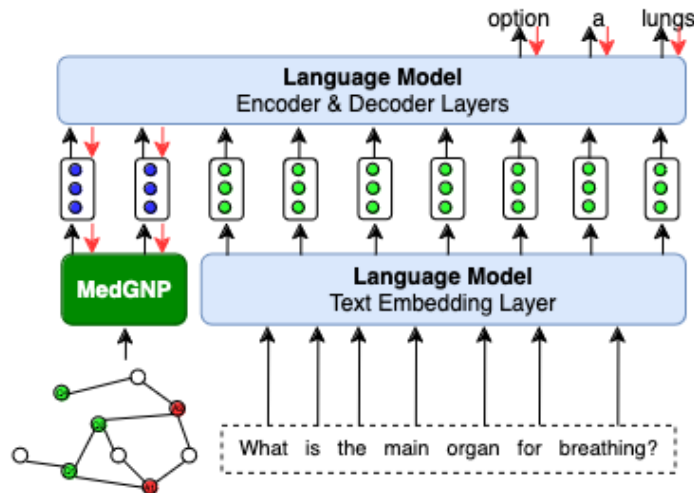 option a lungs
Language Model
Encoder & Decoder Layers
MedGNP
Language Model
Text Embedding Layer
What is the main organ for breathing?